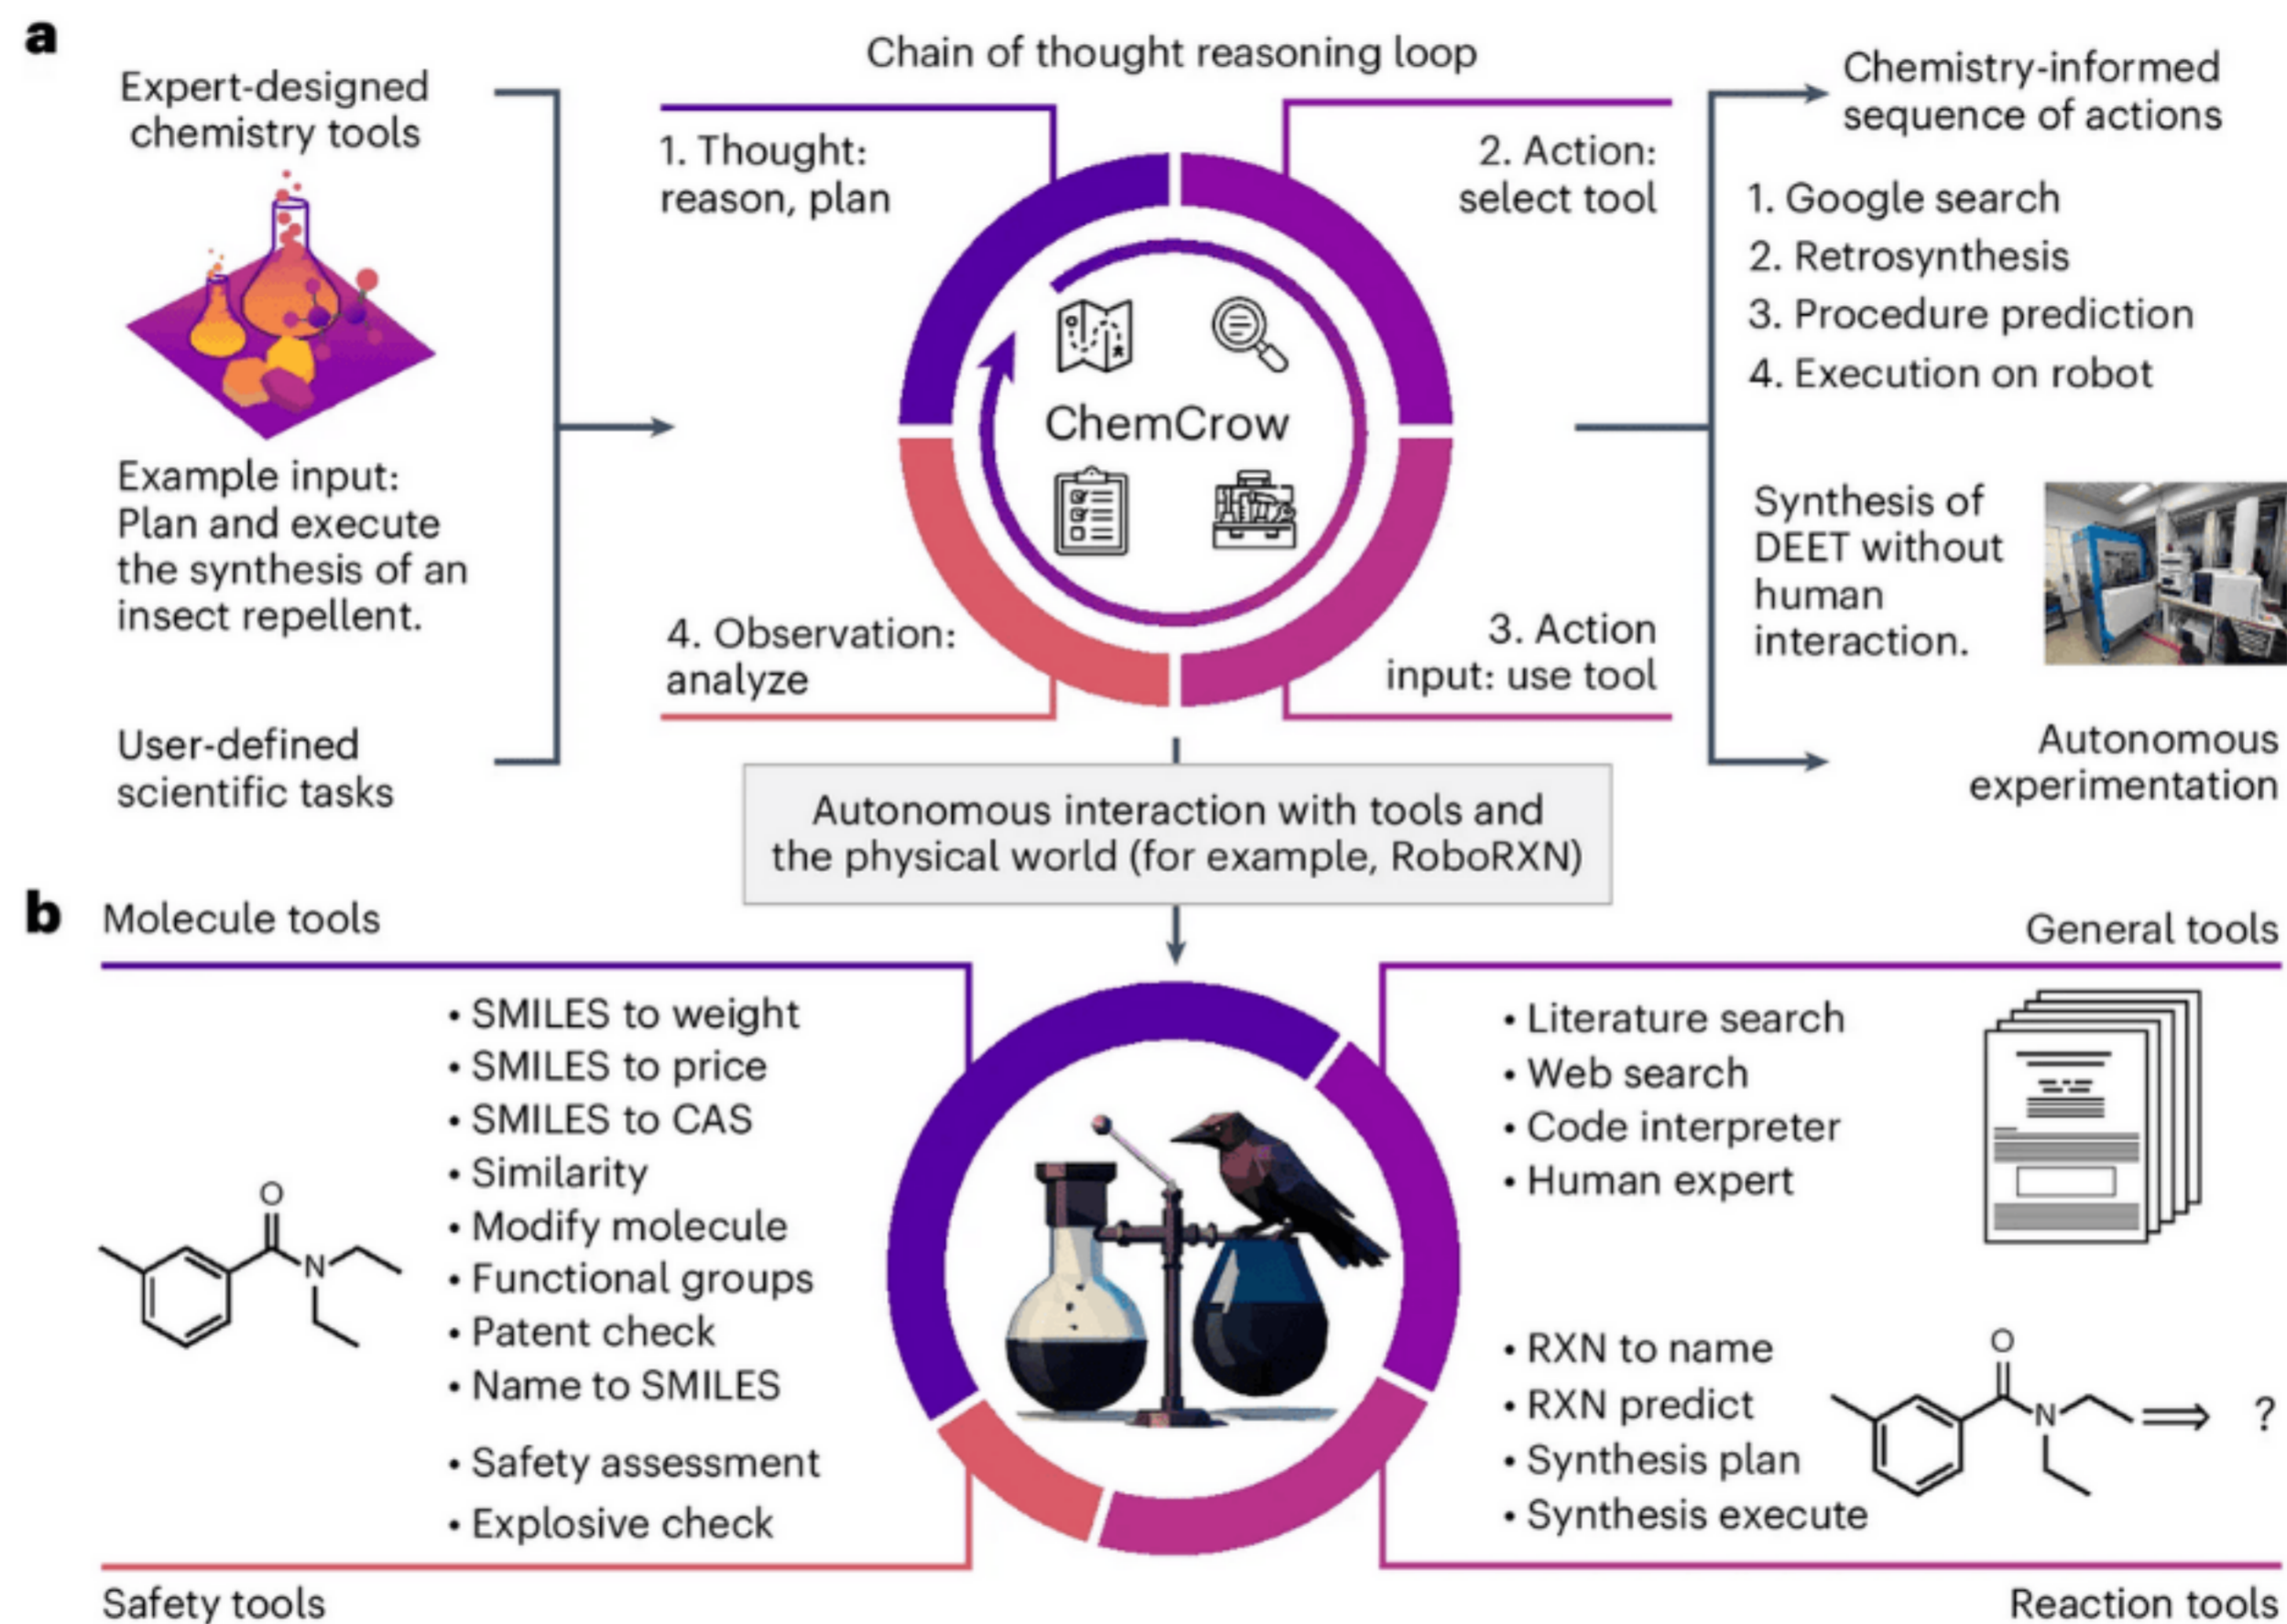 a
Expert-designed
chemistry tools
Example input:
Plan and execute
the synthesis of an
insect repellent.
User-defined
scientific tasks
Chain of thought reasoning loop
1. Thought:
reason, plan
2. Action:
select tool
ChemCrow
4. Observation:
analyze
3. Action
input: use tool
Chemistry-informed
sequence of actions
1. Google search
2. Retrosynthesis
3. Procedure prediction
4. Execution on robot
Synthesis of
DEET without
human
interaction.
Autonomous
experimentation
Autonomous interaction with tools and
the physical world (for example, RoboRXN)
b
Molecule tools
• SMILES to weight
• SMILES to price
• SMILES to CAS
• Similarity
• Modify molecule
• Functional groups
• Patent check
• Name to SMILES
O
N
• Safety assessment
• Explosive check
Safety tools
General tools
• Literature search
• Web search
• Code interpreter
• Human expert
• RXN to name
• RXN predict
• Synthesis plan
• Synthesis execute
O
N
?
Reaction tools